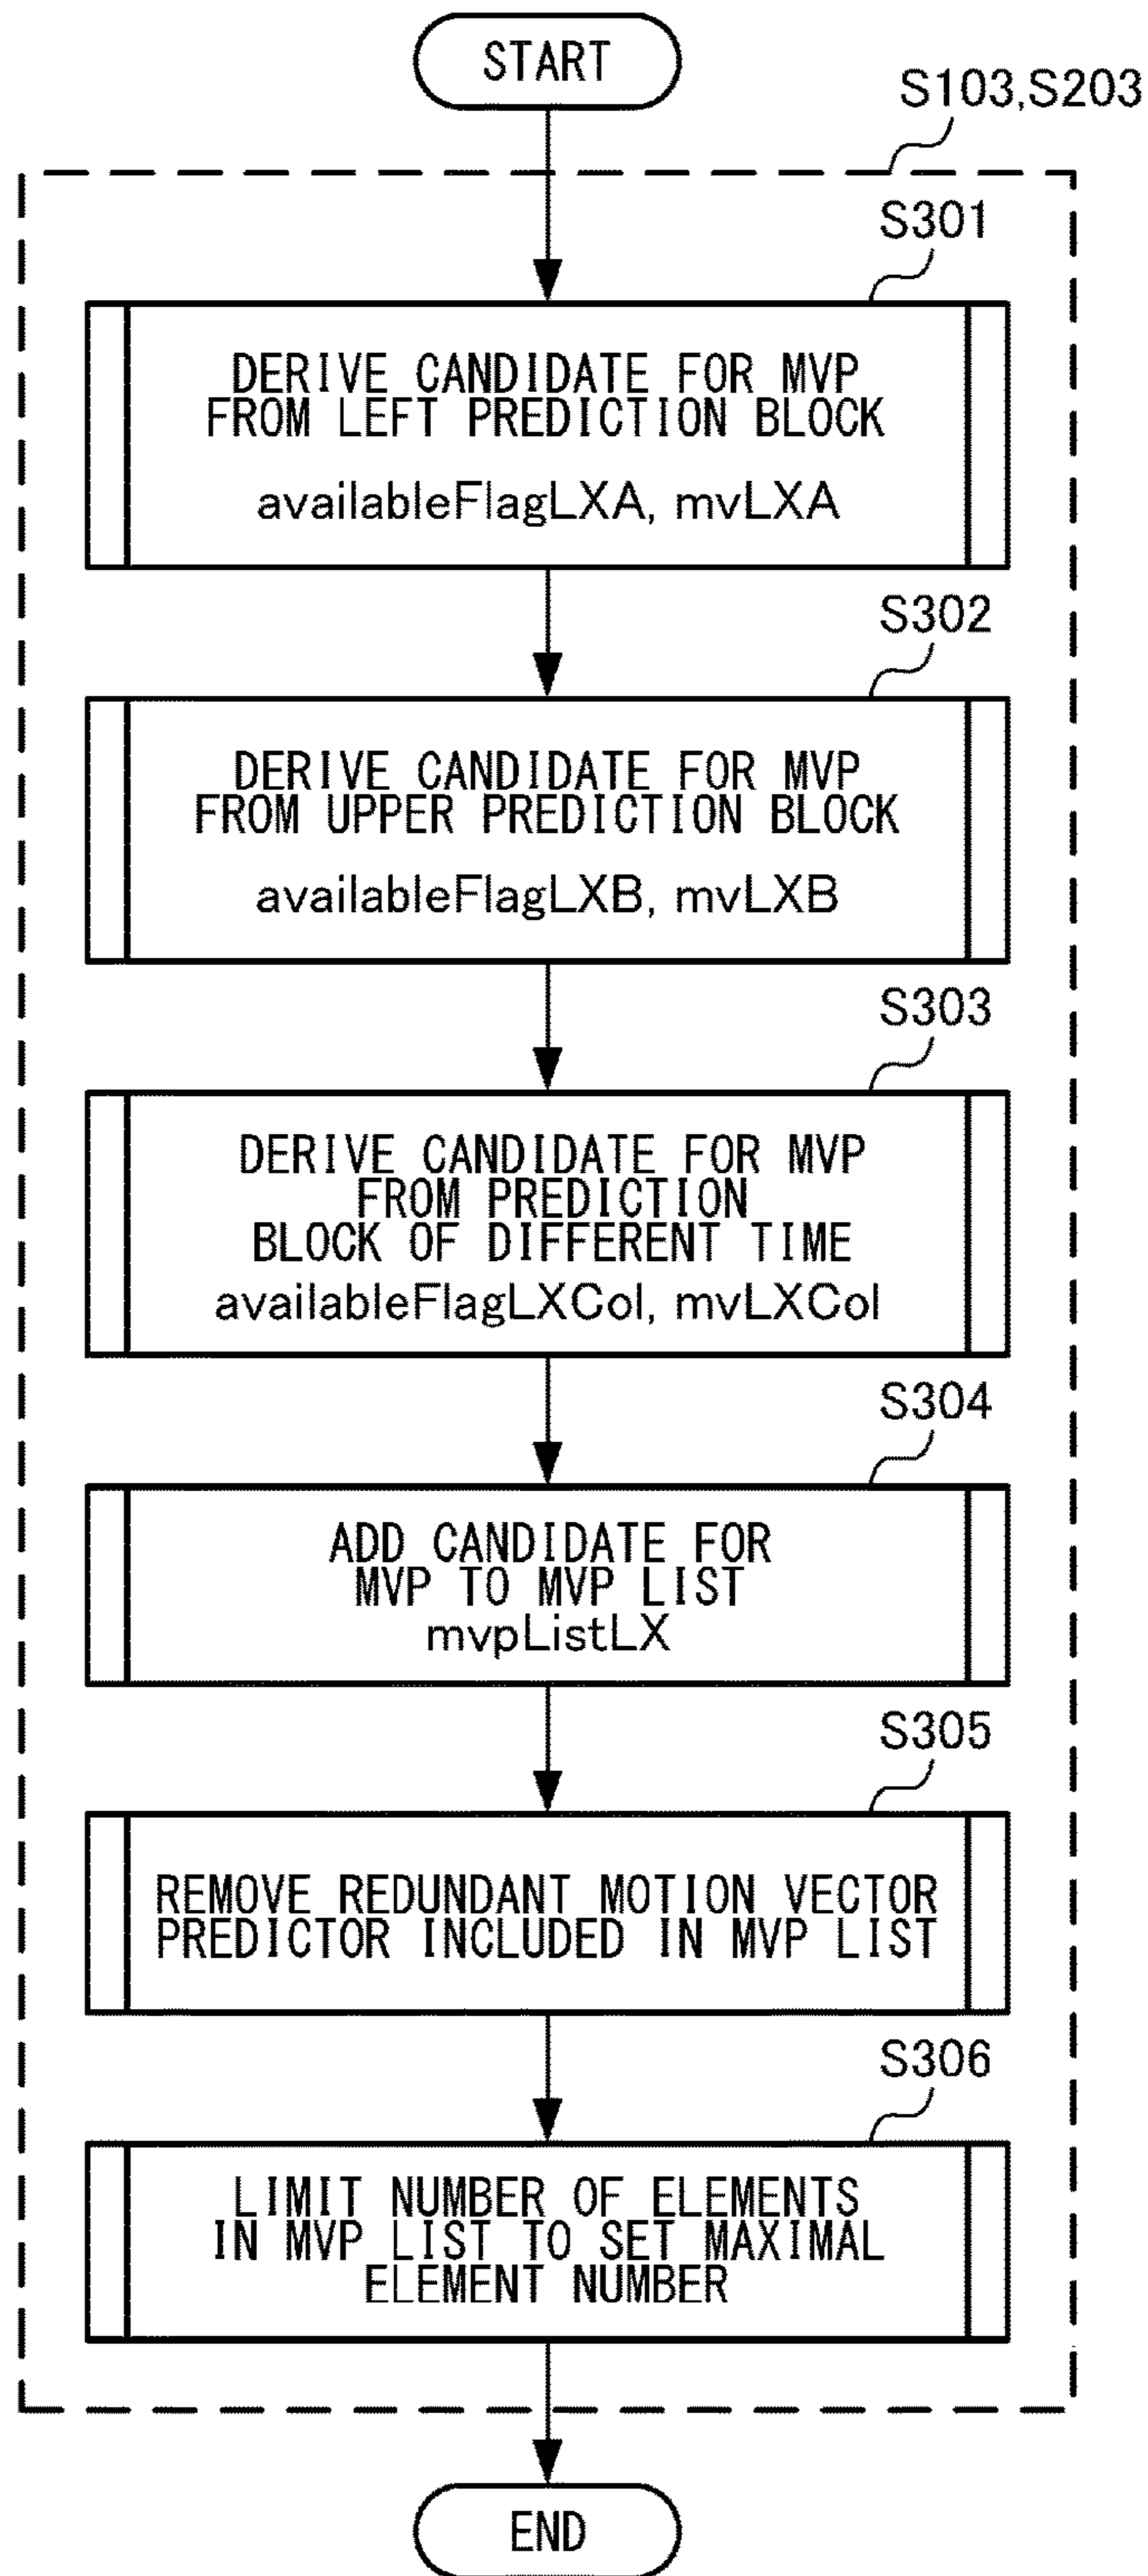 START
S103,S203
S301
DERIVE CANDIDATE FOR MVP
FROM LEFT PREDICTION BLOCK
availableFlagLXA, mvLXA
S302
DERIVE CANDIDATE FOR MVP
FROM UPPER PREDICTION BLOCK
availableFlagLXB, mvLXB
S303
DERIVE CANDIDATE FOR MVP
FROM PREDICTION
BLOCK OF DIFFERENT TIME
availableFlagLXCol, mvLXCol
S304
ADD CANDIDATE FOR
MVP TO MVP LIST
mvpListLX
S305
REMOVE REDUNDANT MOTION VECTOR
PREDICTOR INCLUDED IN MVP LIST
S306
LIMIT NUMBER OF ELEMENTS
IN MVP LIST TO SET MAXIMAL
ELEMENT NUMBER
END